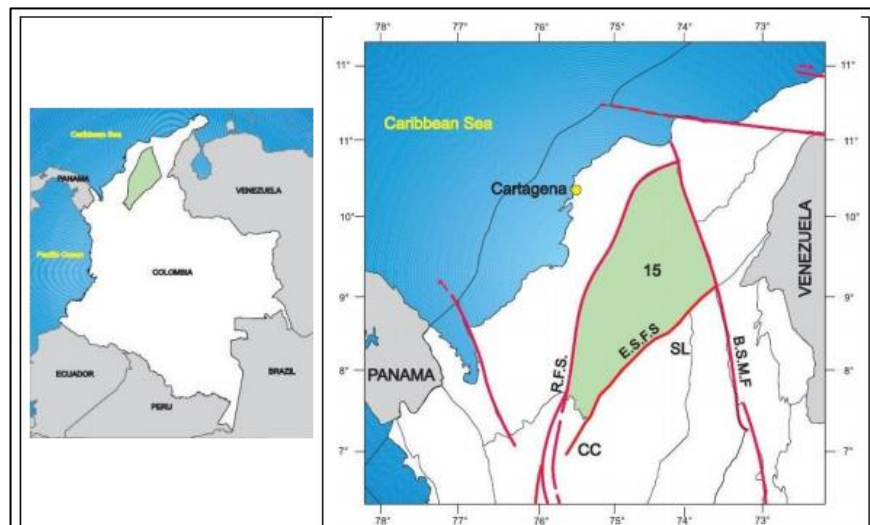 Caribbean Sea
PANAMA
VENEZUELA
Pacific Ocean
COLOMBIA
ECUADOR
BRAZIL
PERU
78° 77° 76° 75° 74° 73°
11° 11°
Caribbean Sea
11° 11°
Cartagena
10° 10°
VENEZUELA
15
9° 9°
E.S.F.S
R.F.S.
SL
B.S.M.F
8° 8°
PANAMA
7° 7°
CC
78° 77° 76° 75° 74° 73°